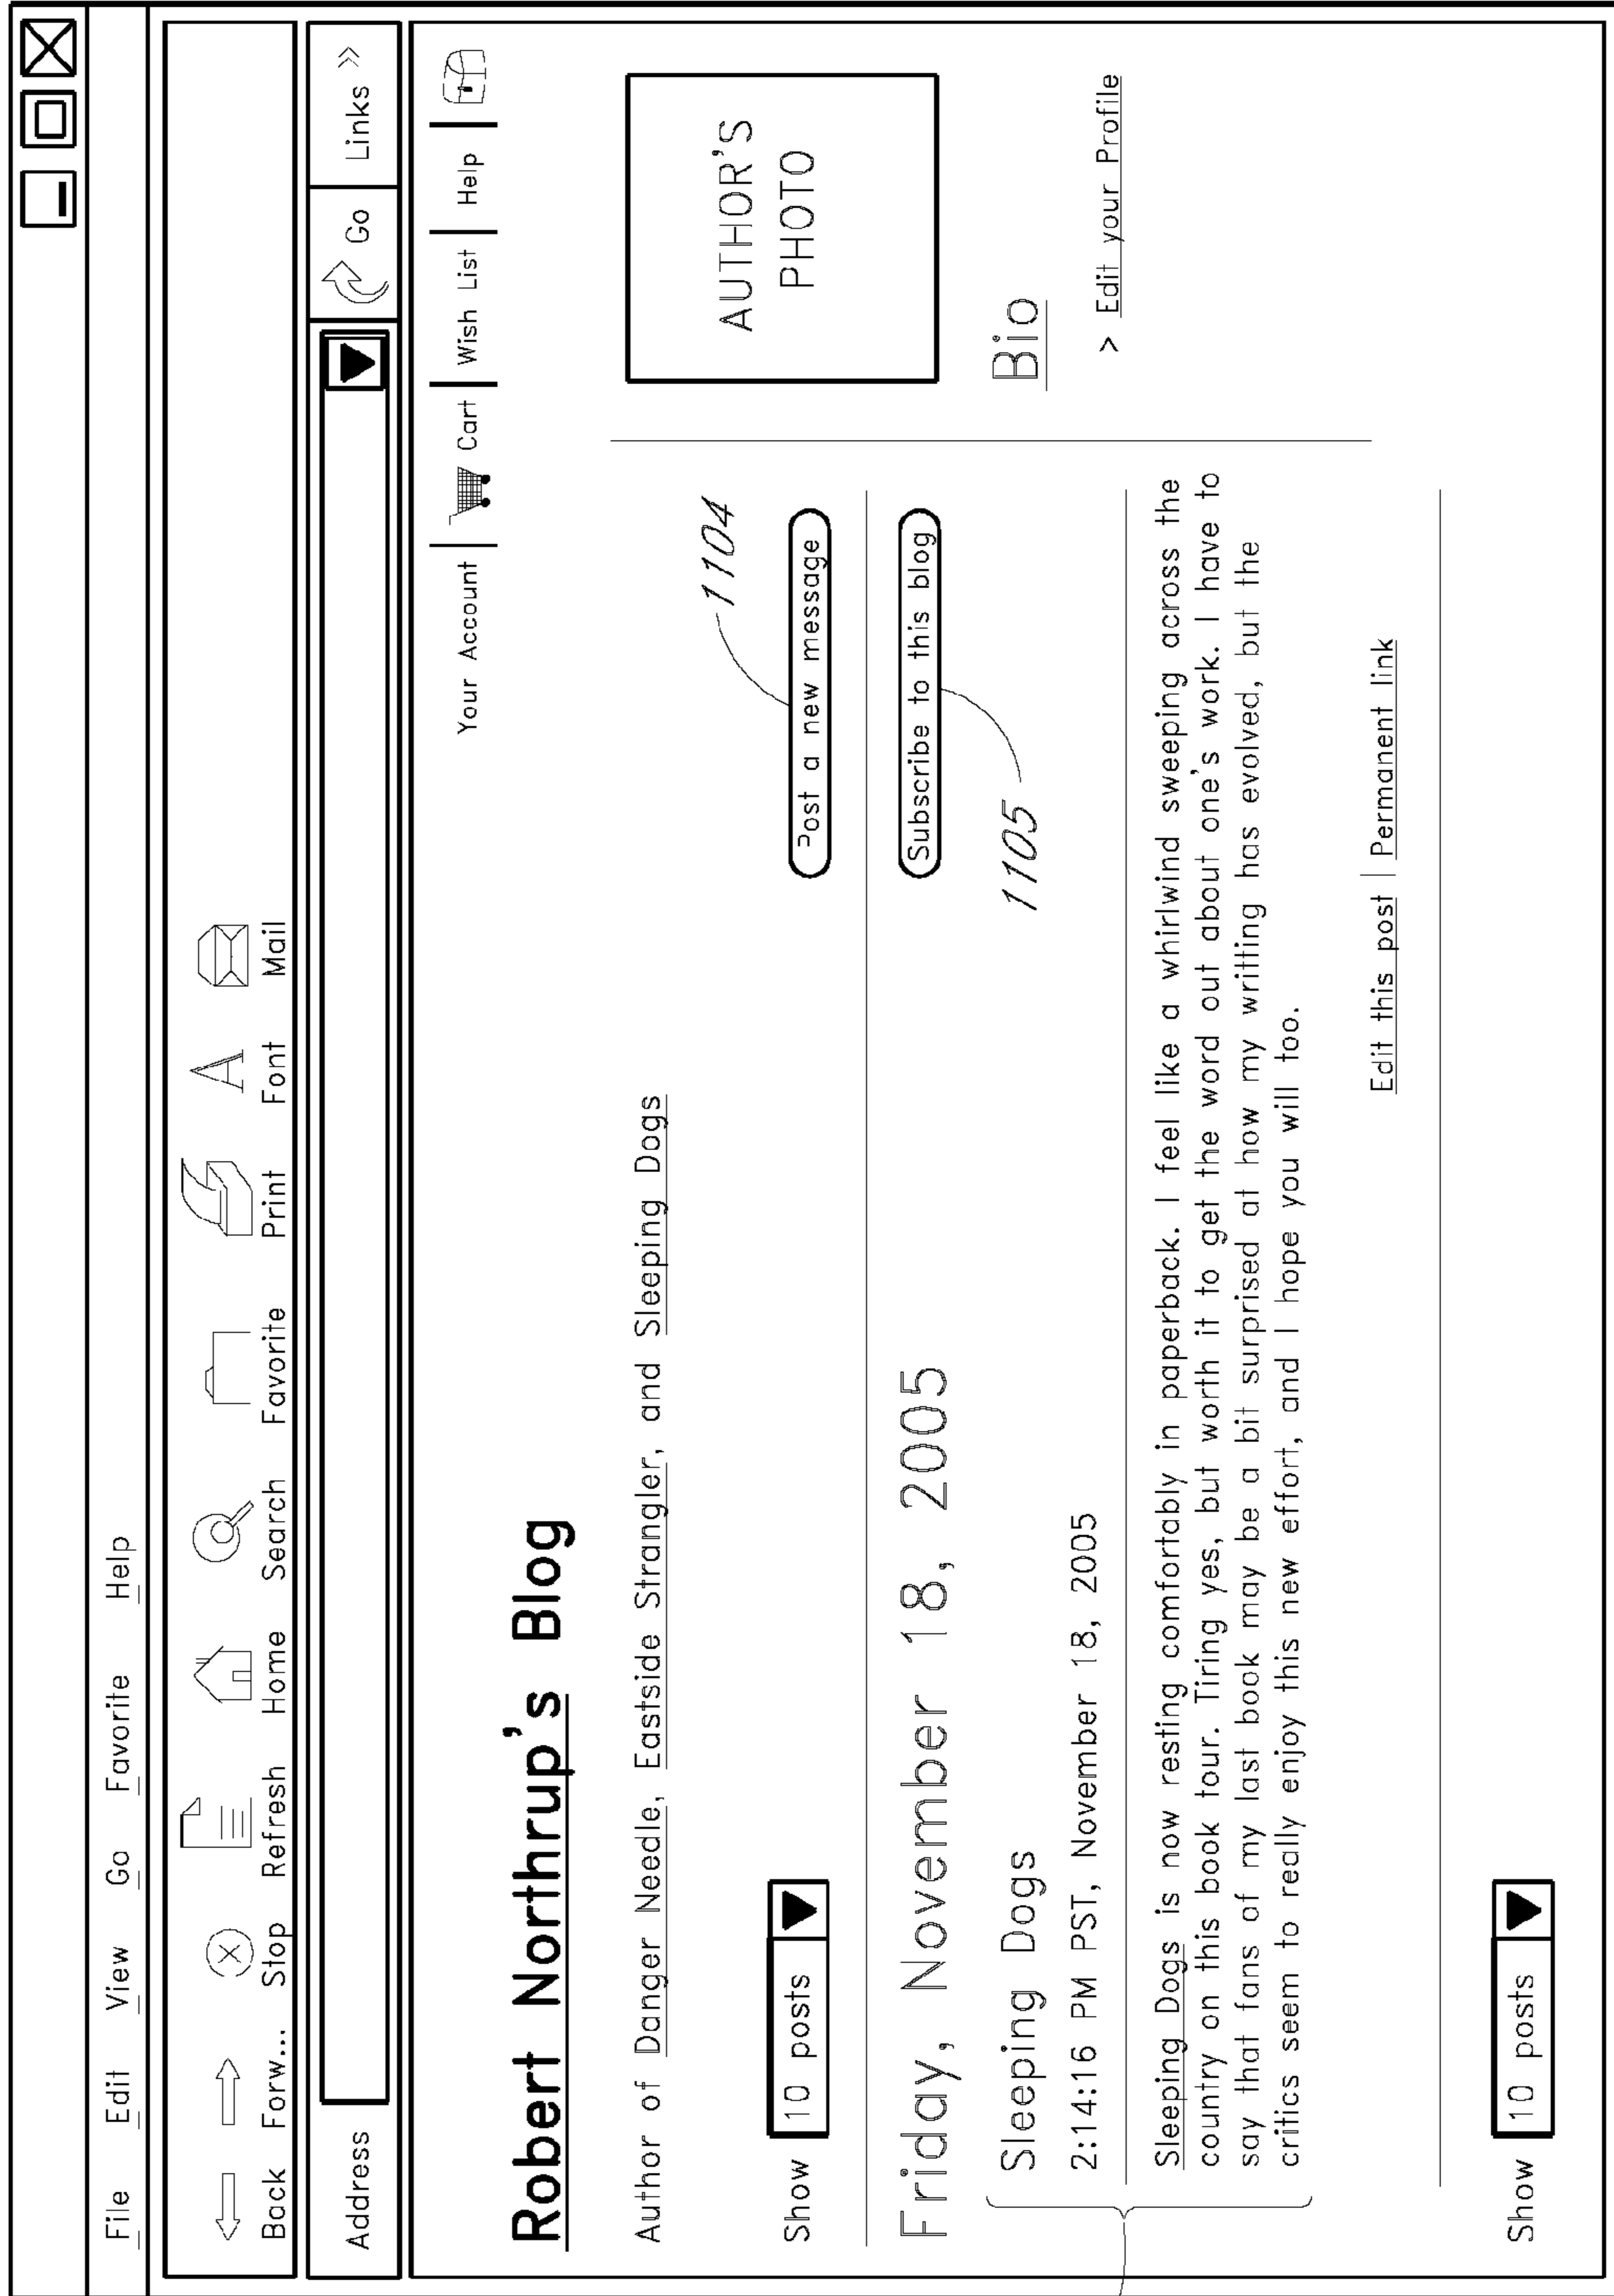 File Edit View Go Favorite Help
Back Forw... Stop Refresh Home Search Favorite Print Font Mail
Address Go Links »
Your Account Cart Wish List Help
Robert Northrup's Blog
Author of Danger Needle, Eastside Strangler, and Sleeping Dogs
AUTHOR'S
PHOTO
1104
Show 10 posts Post a new message
Friday, November 18, 2005 Subscribe to this blog
Bio
Sleeping Dogs 1105
2:14:16 PM PST, November 18, 2005
> Edit your Profile
Sleeping Dogs is now resting comfortably in paperback. I feel like a whirlwind sweeping across the
country on this book tour. Tiring yes, but worth it to get the word out about one's work. I have to
say that fans of my last book may be a bit surprised at how my writting has evolved, but the
critics seem to really enjoy this new effort, and I hope you will too.
Edit this post | Permanent link
Show 10 posts